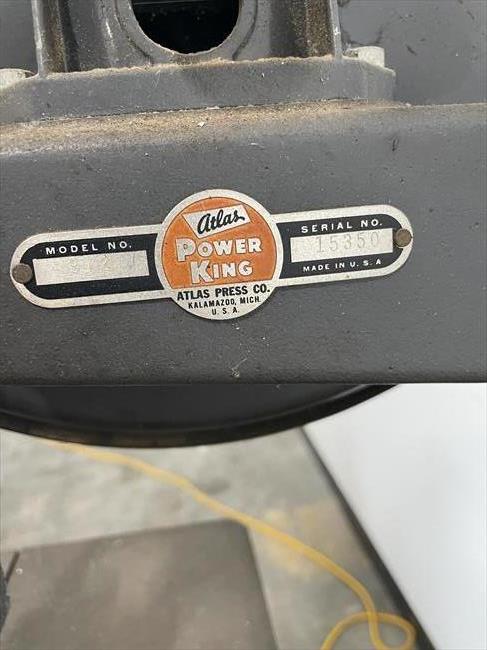 MODEL NO.
Atlas
POWER
KING
SERIAL NO.
15350
MADE IN U.S.A
ATLAS PRESS CO.
KALAMAZOO, MICH.
U.S.A.